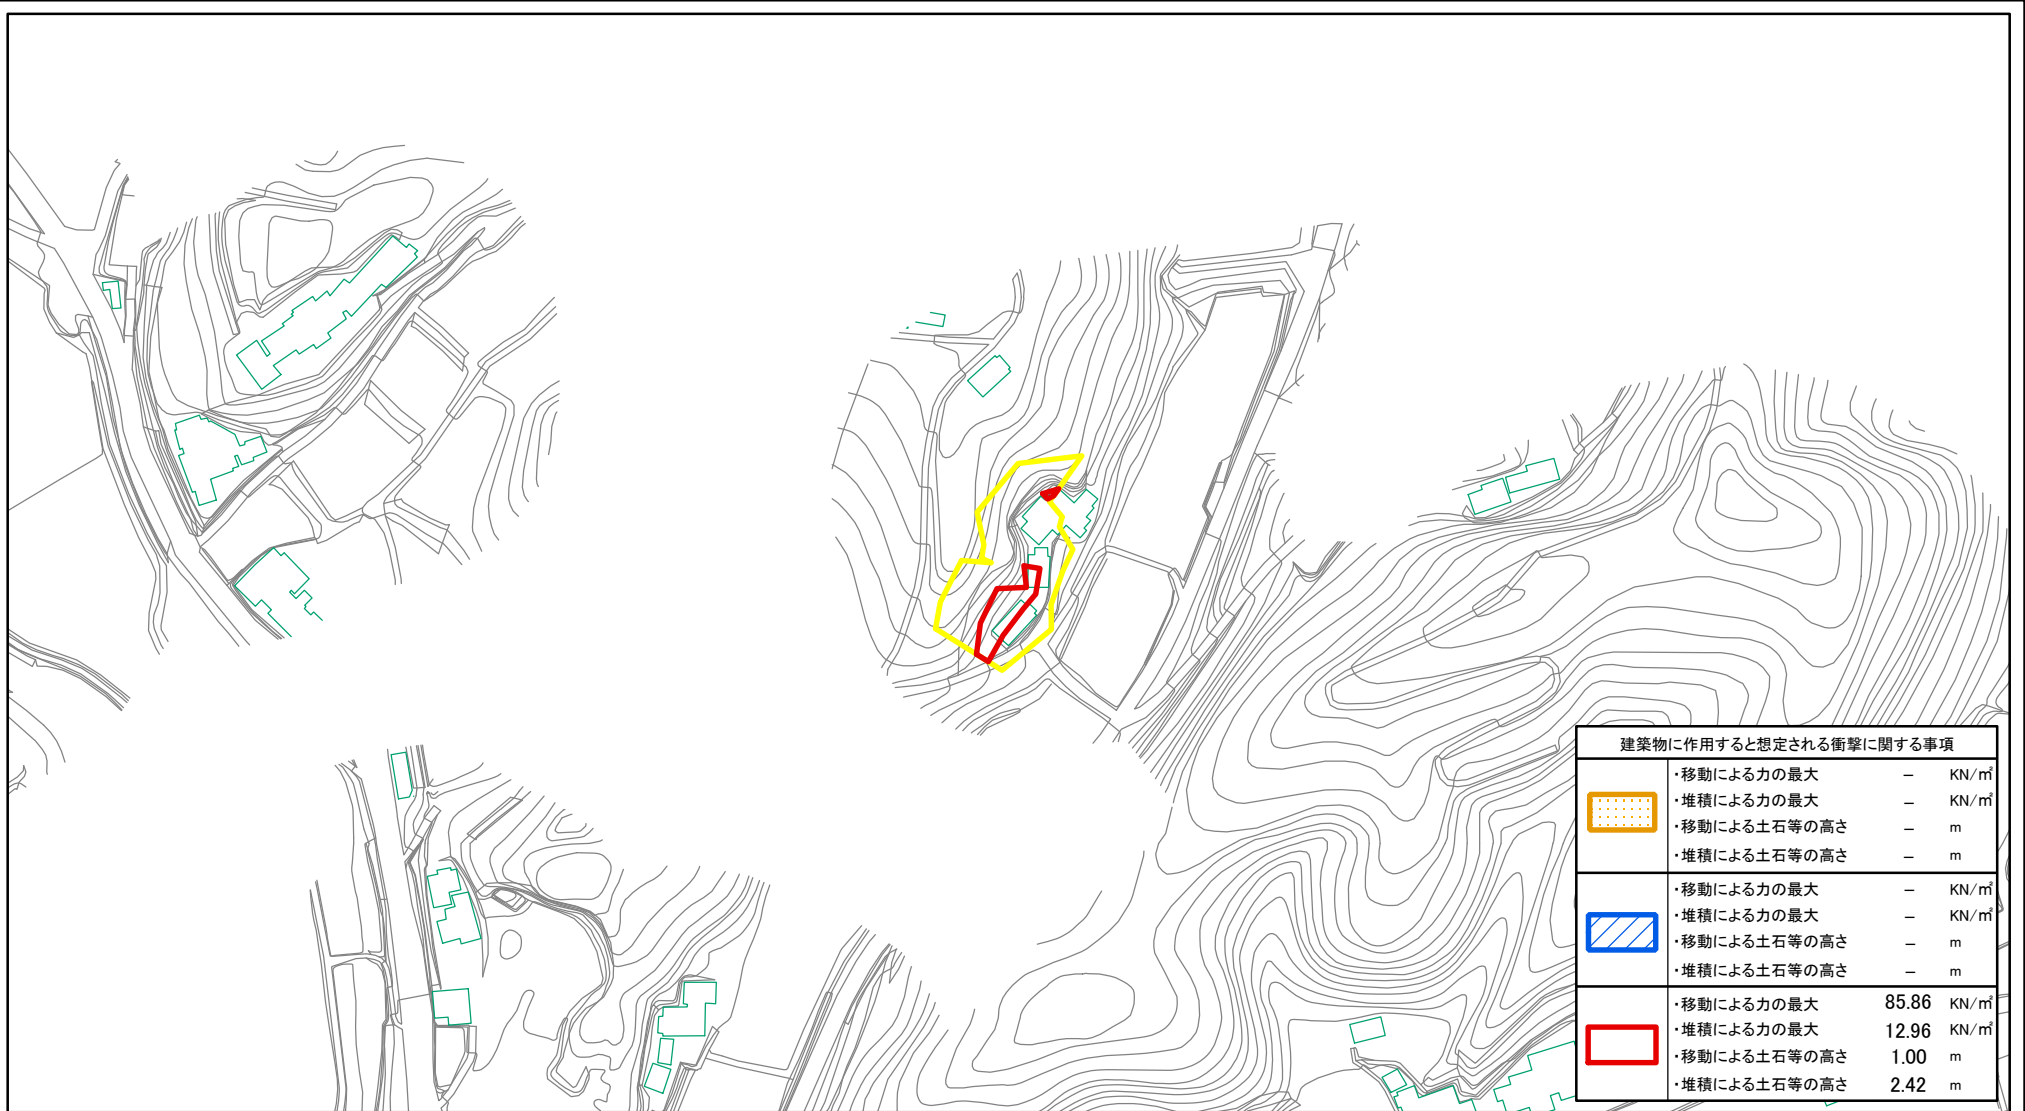 建築物に作用すると想定される衝撃に関する事項
・移動による力の最大 － KN/㎡
・堆積による力の最大 － KN/㎡
・移動による土石等の高さ － m
・堆積による土石等の高さ － m
・移動による力の最大 － KN/㎡
・堆積による力の最大 － KN/㎡
・移動による土石等の高さ － m
・堆積による土石等の高さ － m
・移動による力の最大 85.86 KN/㎡
・堆積による力の最大 12.96 KN/㎡
・移動による土石等の高さ 1.00 m
・堆積による土石等の高さ 2.42 m